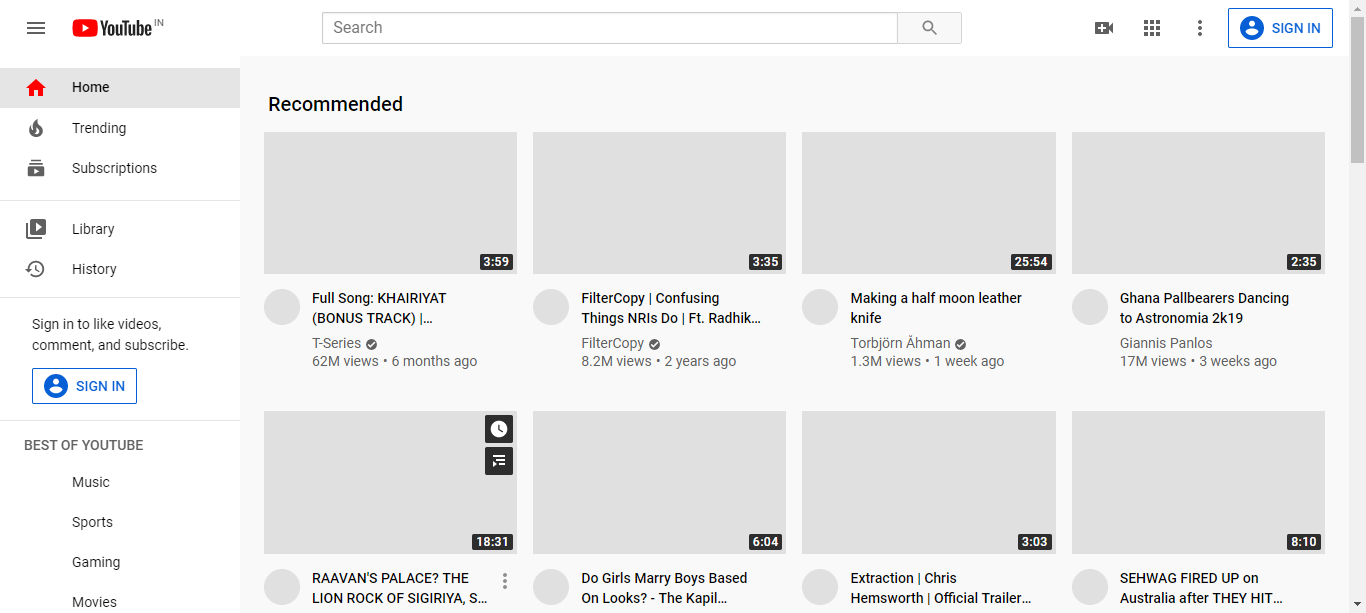 YouTube IN
Search
SIGN IN
Home
Trending
Subscriptions
Library
History
Sign in to like videos,
comment, and subscribe.
SIGN IN
BEST OF YOUTUBE
Music
Sports
Gaming
Movies
Recommended
3:59
Full Song: KHAIRIYAT
(BONUS TRACK) |…
T-Series
62M views • 6 months ago
3:35
FilterCopy | Confusing
Things NRIs Do | Ft. Radhik…
FilterCopy
8.2M views • 2 years ago
25:54
Making a half moon leather
knife
Torbjörn Åhman
1.3M views • 1 week ago
2:35
Ghana Pallbearers Dancing
to Astronomia 2k19
Giannis Panlos
17M views • 3 weeks ago
18:31
RAAVAN'S PALACE? THE
LION ROCK OF SIGIRIYA, S…
6:04
Do Girls Marry Boys Based
On Looks? - The Kapil…
3:03
Extraction | Chris
Hemsworth | Official Trailer…
8:10
SEHWAG FIRED UP on
Australia after THEY HIT…